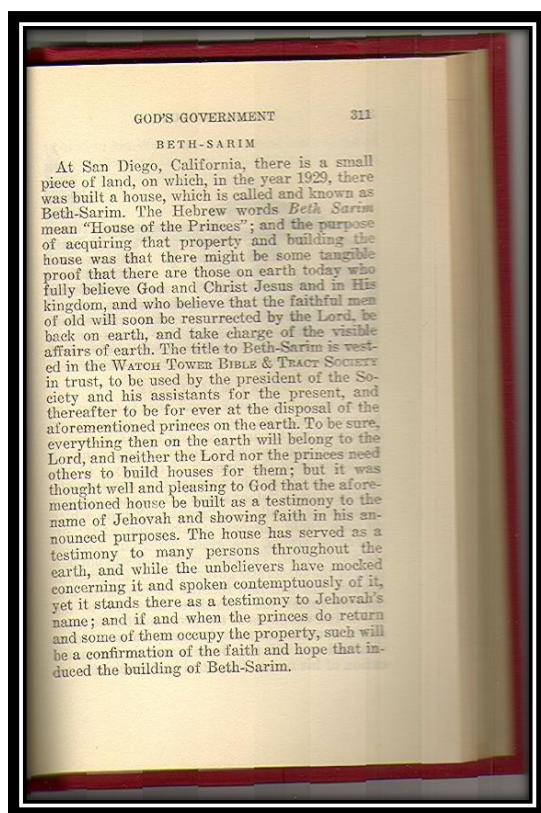 GOD'S GOVERNMENT 311
BETH-SARIM
At San Diego, California, there is a small
piece of land, on which, in the year 1929, there
was built a house, which is called and known as
Beth-Sarim. The Hebrew words Beth Sarim
mean "House of the Princes"; and the purpose
of acquiring that property and building the
house was that there might be some tangible
proof that there are those on earth today who
fully believe God and Christ Jesus and in His
kingdom, and who believe that the faithful men
of old will soon be resurrected by the Lord, be
back on earth, and take charge of the visible
affairs of earth. The title to Beth-Sarim is vest-
ed in the WATCH TOWER BIBLE & TRACT SOCIETY
in trust, to be used by the president of the So-
ciety and his assistants for the present, and
thereafter to be for ever at the disposal of the
aforementioned princes on the earth. To be sure,
everything then on the earth will belong to the
Lord, and neither the Lord nor the princes need
others to build houses for them; but it was
thought well and pleasing to God that the afore-
mentioned house be built as a testimony to the
name of Jehovah and showing faith in his an-
nounced purposes. The house has served as a
testimony to many persons throughout the
earth, and while the unbelievers have mocked
concerning it and spoken contemptuously of it,
yet it stands there as a testimony to Jehovah's
name; and if and when the princes do return
and some of them occupy the property, such will
be a confirmation of the faith and hope that in-
duced the building of Beth-Sarim.